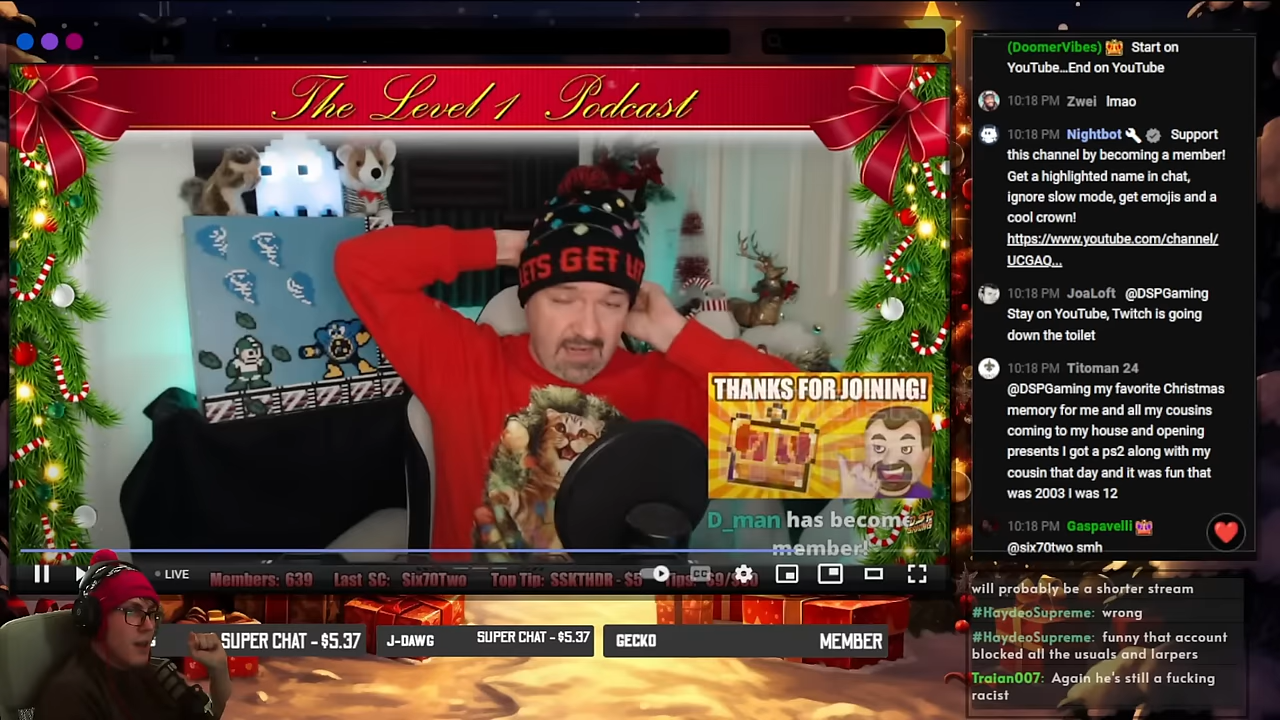 The Level 1 Podcast
LETS GET LIT
THANKS FOR JOINING!
D_man has become
member!
LIVE
Members: 639 Last SC: Six70Two Top Tip: SSKTHDR - $5
SUPER CHAT - $5.37
J-DAWG SUPER CHAT - $5.37
GECKO MEMBER
(DoomerVibes) Start on
YouTube...End on YouTube
10:18 PM Zwei lmao
10:18 PM Nightbot Support
this channel by becoming a member!
Get a highlighted name in chat,
ignore slow mode, get emojis and a
cool crown!
https://www.youtube.com/channel/
UCGAQ...
10:18 PM JoaLoft @DSPGaming
Stay on YouTube, Twitch is going
down the toilet
10:18 PM Titoman 24
@DSPGaming my favorite Christmas
memory for me and all my cousins
coming to my house and opening
presents I got a ps2 along with my
cousin that day and it was fun that
was 2003 I was 12
10:18 PM Gaspavelli
@six70two smh
will probably be a shorter stream
#HaydeoSupreme: wrong
#HaydeoSupreme: funny that account
blocked all the usuals and larpers
Traian007: Again he's still a fucking
racist